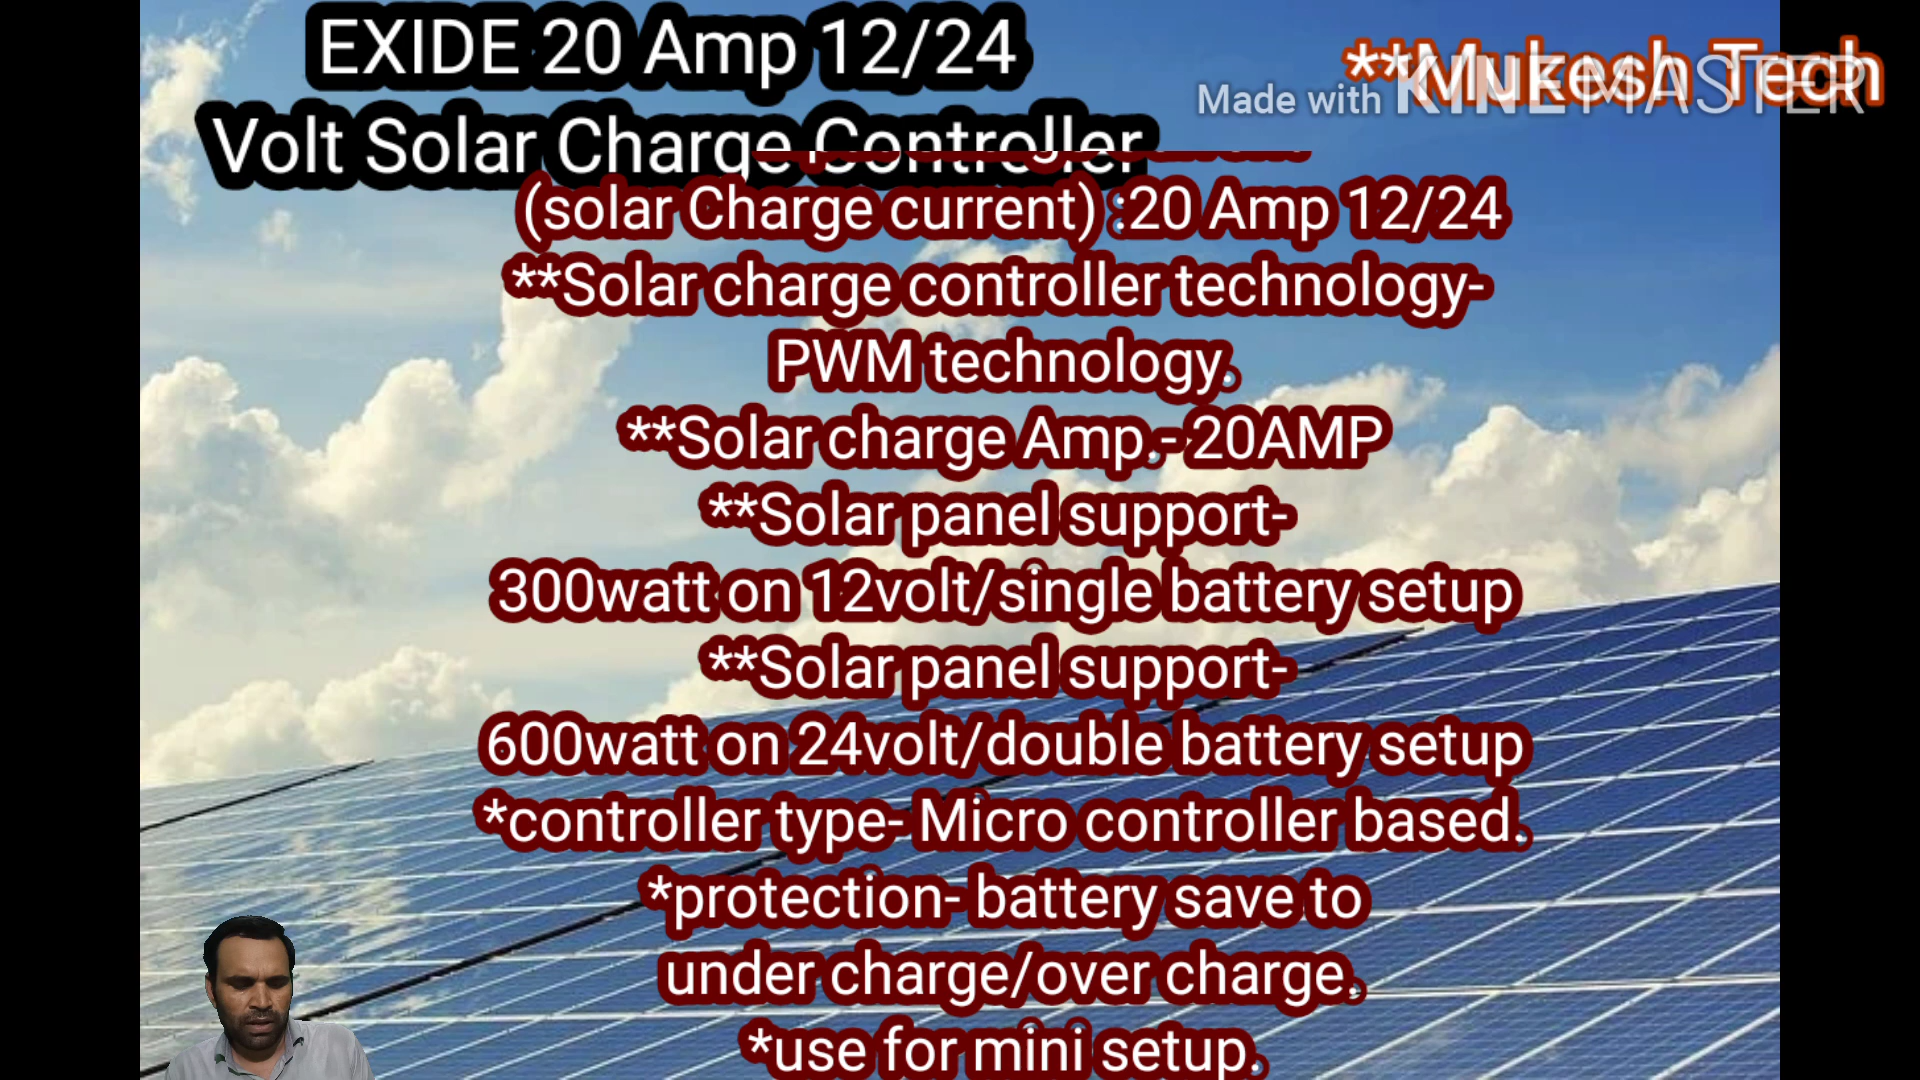 EXIDE 20 Amp 12/24
Volt Solar Charge Controller
**Mukesh Tech
Made with KINEMASTER
(solar Charge current) :20 Amp 12/24
**Solar charge controller technology-
PWM technology.
**Solar charge Amp.- 20AMP
**Solar panel support-
300watt on 12volt/single battery setup
**Solar panel support-
600watt on 24volt/double battery setup
*controller type- Micro controller based.
*protection- battery save to
under charge/over charge.
*use for mini setup.